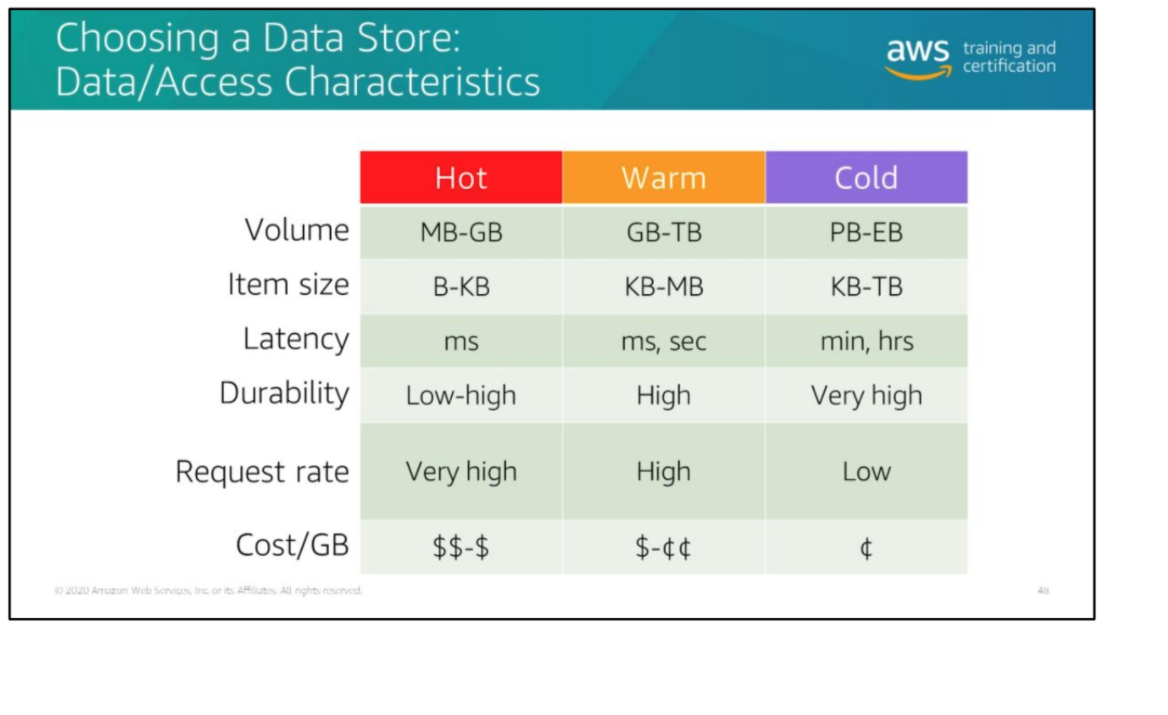 Choosing a Data Store:
Data/Access Characteristics
aws training and
certification
Hot Warm Cold
Volume MB-GB GB-TB PB-EB
Item size B-KB KB-MB KB-TB
Latency ms ms, sec min, hrs
Durability Low-high High Very high
Request rate Very high High Low
Cost/GB $$-$ $-¢¢ ¢
© 2020 Amazon Web Services, Inc. or its Affiliates. All rights reserved. 48